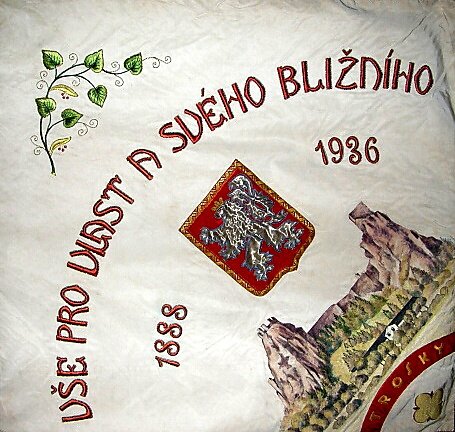 VŠE PRO VLAST A SVÉHO BLIŽNÍHO
1936
1888
TROSKY